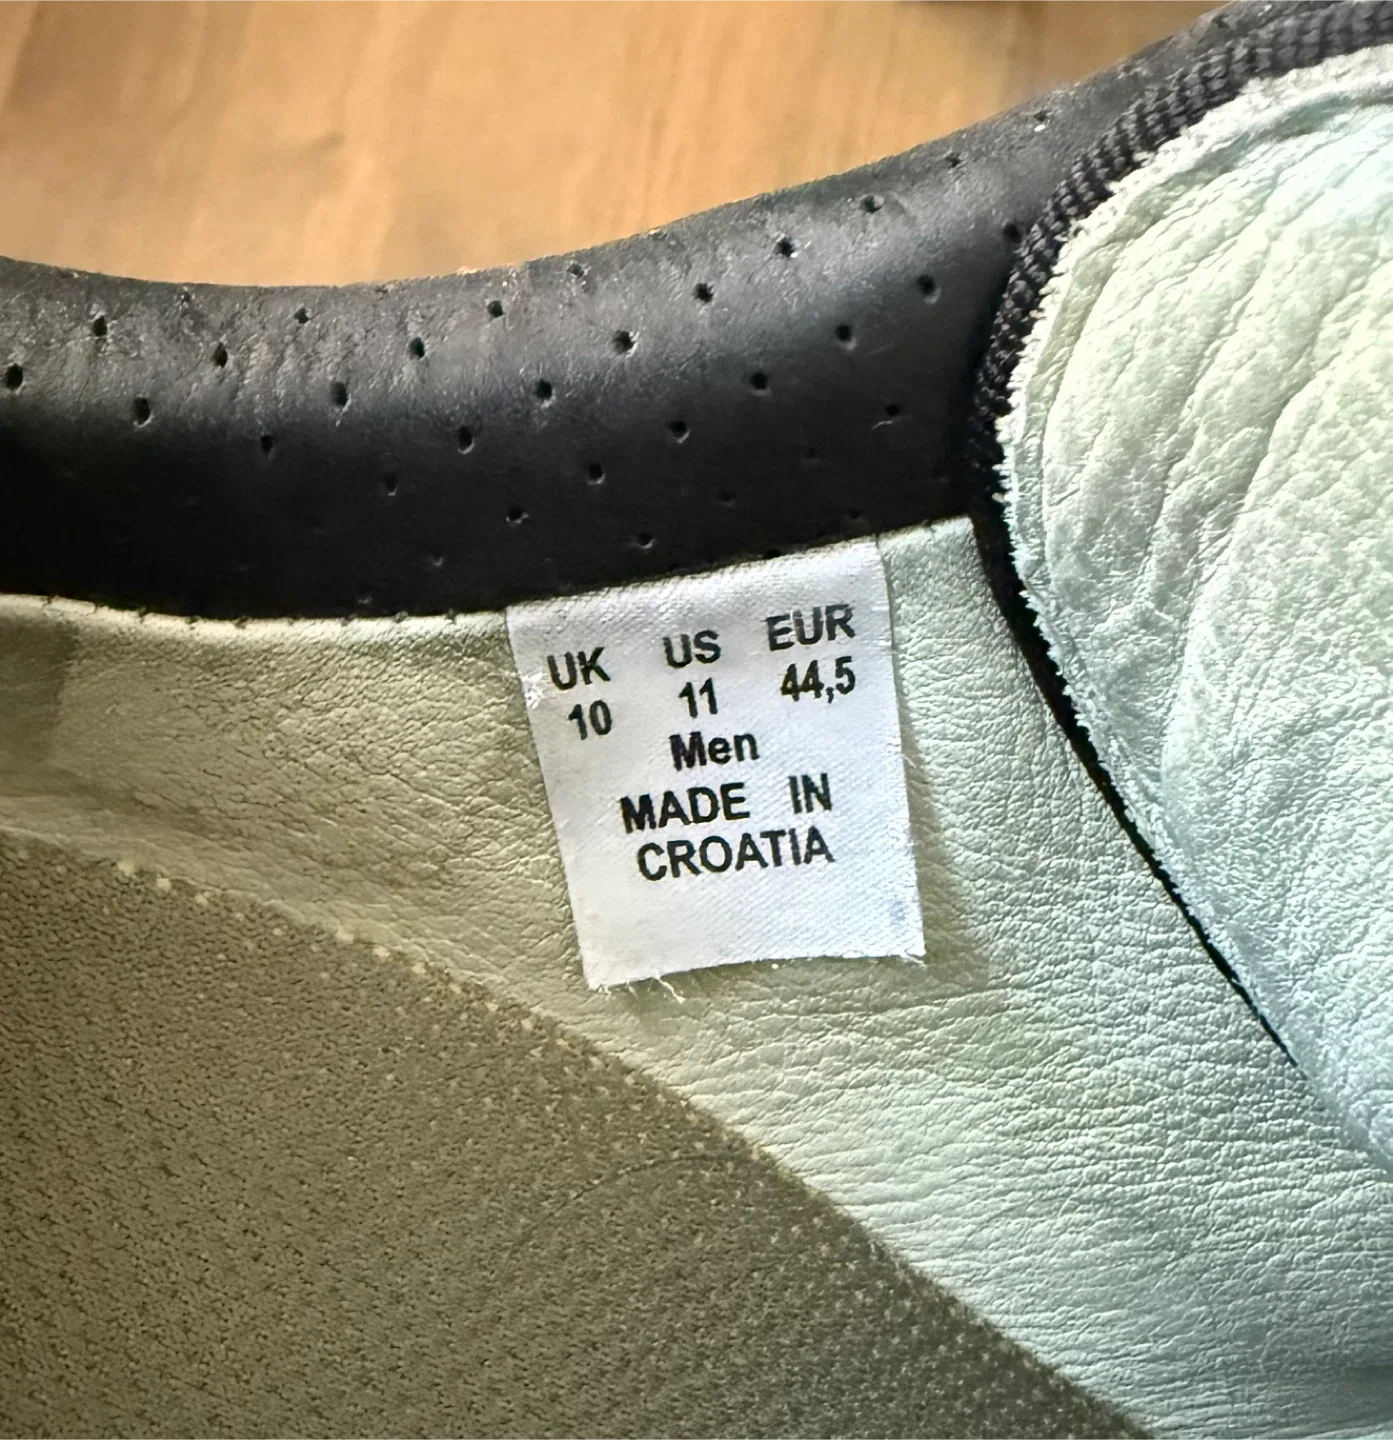 UK US EUR
10 11 44,5
Men
MADE IN
CROATIA